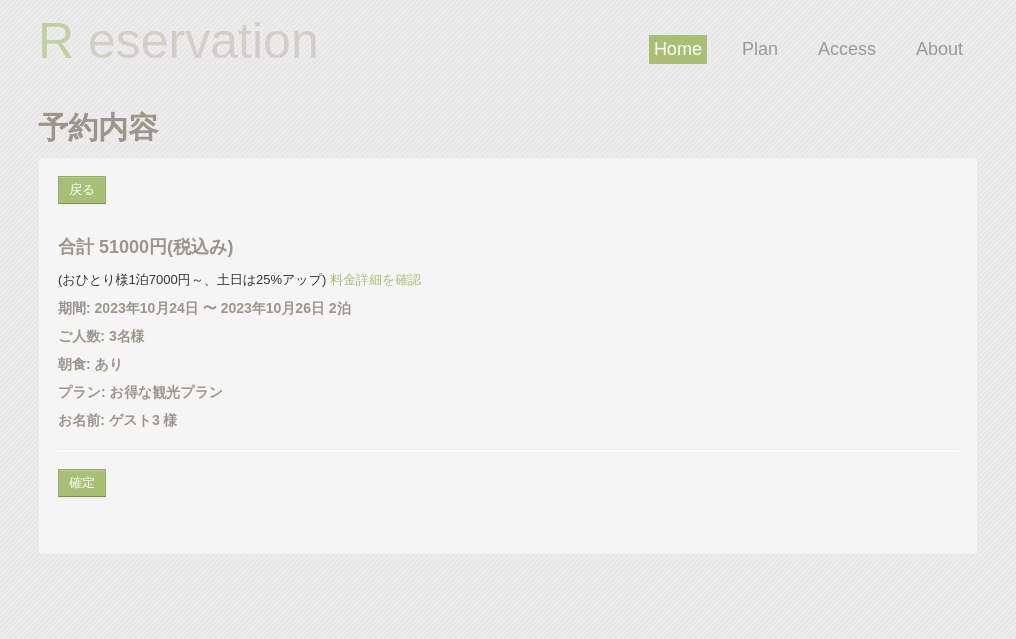 R eservation
Home Plan Access About
予約内容
戻る
合計 51000円(税込み)
(おひとり様1泊7000円～、土日は25%アップ) 料金詳細を確認
期間: 2023年10月24日 〜 2023年10月26日 2泊
ご人数: 3名様
朝食: あり
プラン: お得な観光プラン
お名前: ゲスト3 様
確定